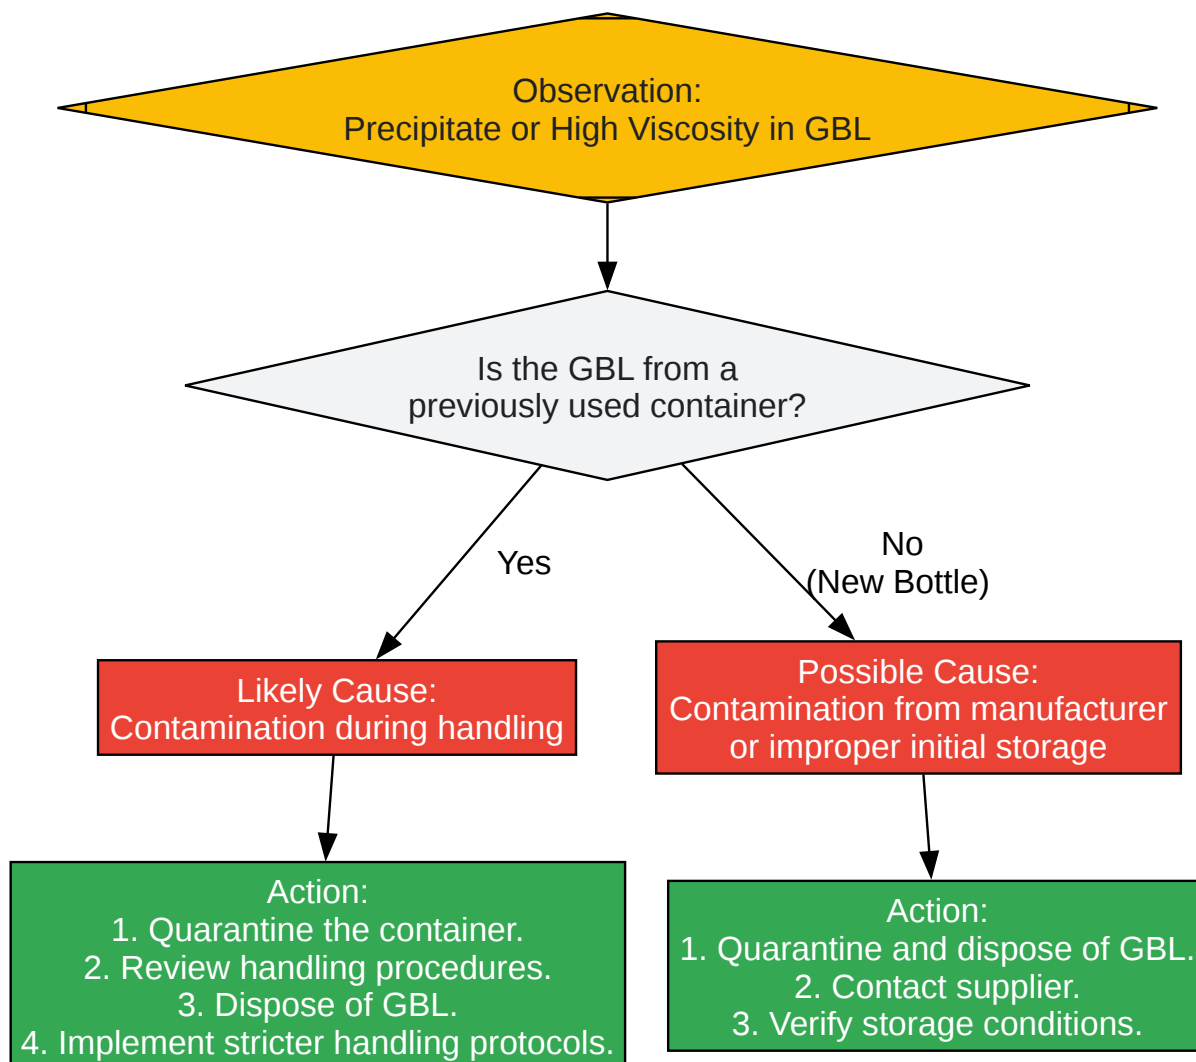 Observation:
Precipitate or High Viscosity in GBL
Is the GBL from a
previously used container?
Yes
No
(New Bottle)
Likely Cause:
Contamination during handling
Possible Cause:
Contamination from manufacturer
or improper initial storage
Action:
1. Quarantine the container.
2. Review handling procedures.
3. Dispose of GBL.
4. Implement stricter handling protocols.
Action:
1. Quarantine and dispose of GBL.
2. Contact supplier.
3. Verify storage conditions.